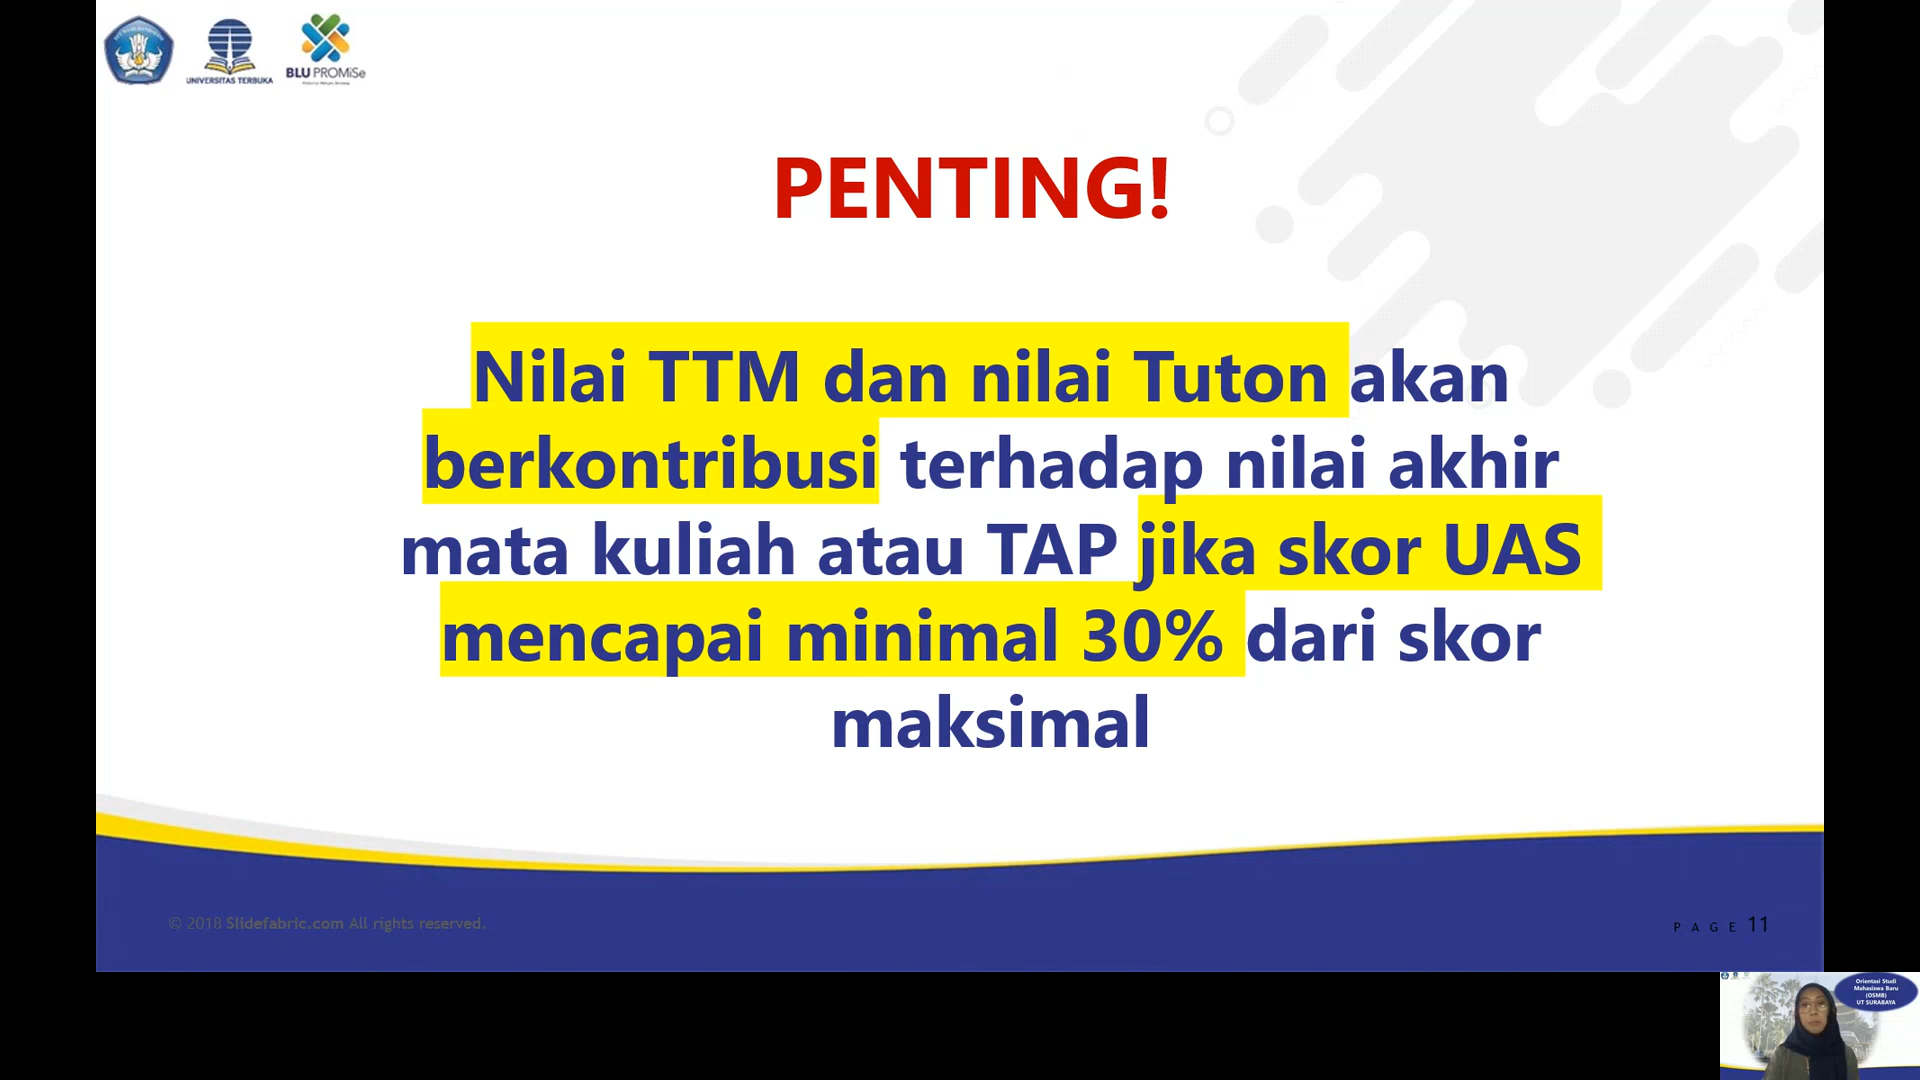 UNIVERSITAS TERBUKA
BLU PROMiSe
PENTING!
Nilai TTM dan nilai Tuton akan
berkontribusi terhadap nilai akhir
mata kuliah atau TAP jika skor UAS
mencapai minimal 30% dari skor
maksimal
© 2018 Slidefabric.com All rights reserved.
PAGE 11
Orientasi Studi
Mahasiswa Baru
(OSMB)
UT SURABAYA